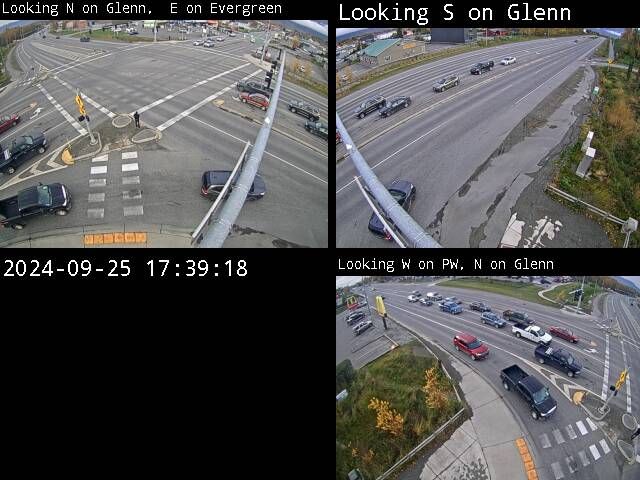 Looking N on Glenn, E on Evergreen
Looking S on Glenn
2024-09-25 17:39:18
Looking W on PW, N on Glenn